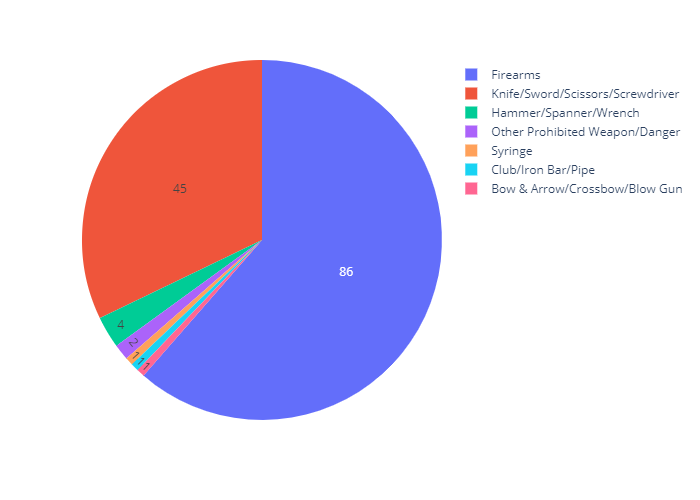 Firearms
Knife/Sword/Scissors/Screwdriver
Hammer/Spanner/Wrench
Other Prohibited Weapon/Danger
Syringe
Club/Iron Bar/Pipe
Bow & Arrow/Crossbow/Blow Gun
45
86
4
2
1
1
1